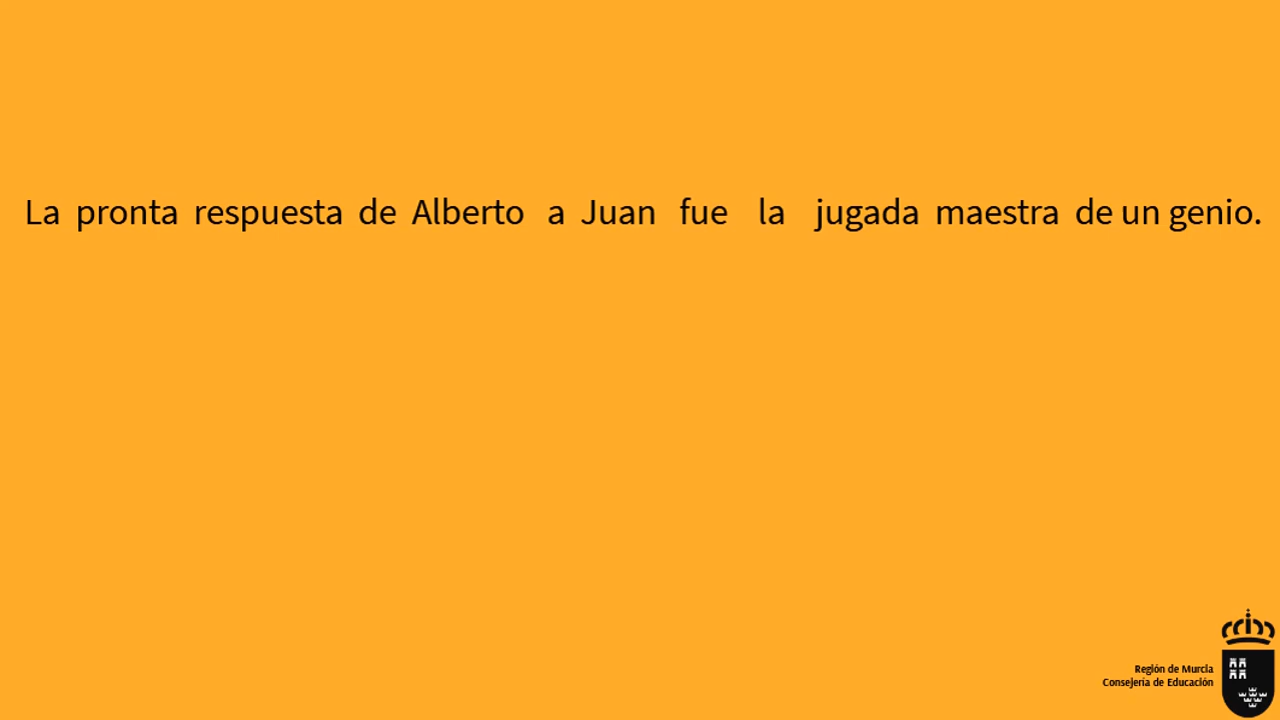 La pronta respuesta de Alberto a Juan fue la jugada maestra de un genio.
Región de Murcia
Consejería de Educación